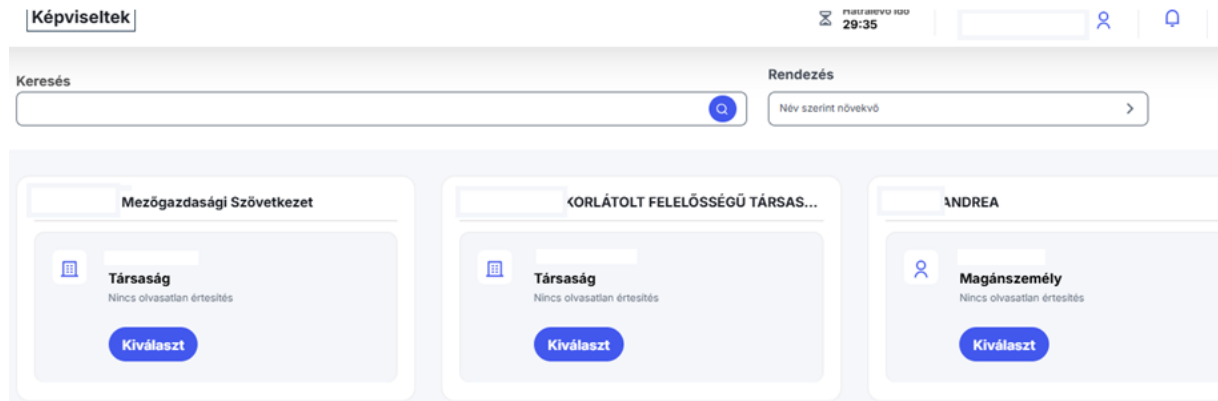 Képviseltek
Hátralévő idő
29:35
Keresés
Rendezés
Név szerint növekvő
Mezőgazdasági Szövetkezet
KORLÁTOLT FELELŐSSÉGŰ TÁRSAS...
ANDREA
Társaság
Nincs olvasatlan értesítés
Kiválaszt
Társaság
Nincs olvasatlan értesítés
Kiválaszt
Magánszemély
Nincs olvasatlan értesítés
Kiválaszt